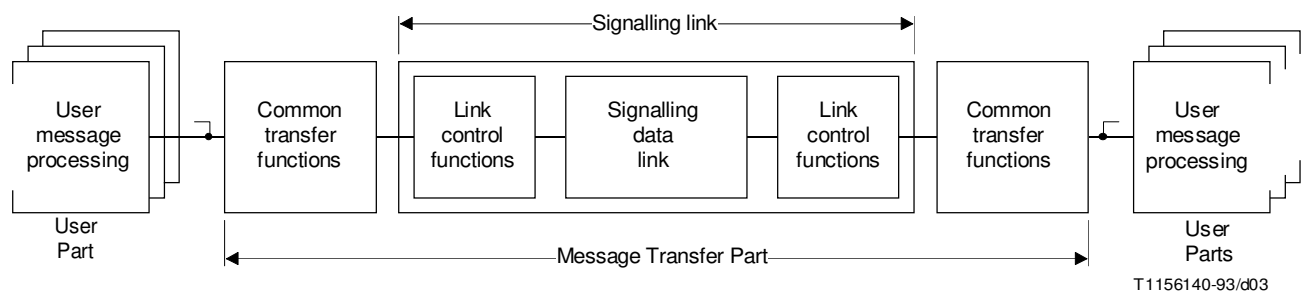 Signalling link
User
message
processing
Common
transfer
functions
Link
control
functions
Signalling
data
link
Link
control
functions
Common
transfer
functions
User
message
processing
User
Part
Message Transfer Part
User
Parts
T1156140-93/d03